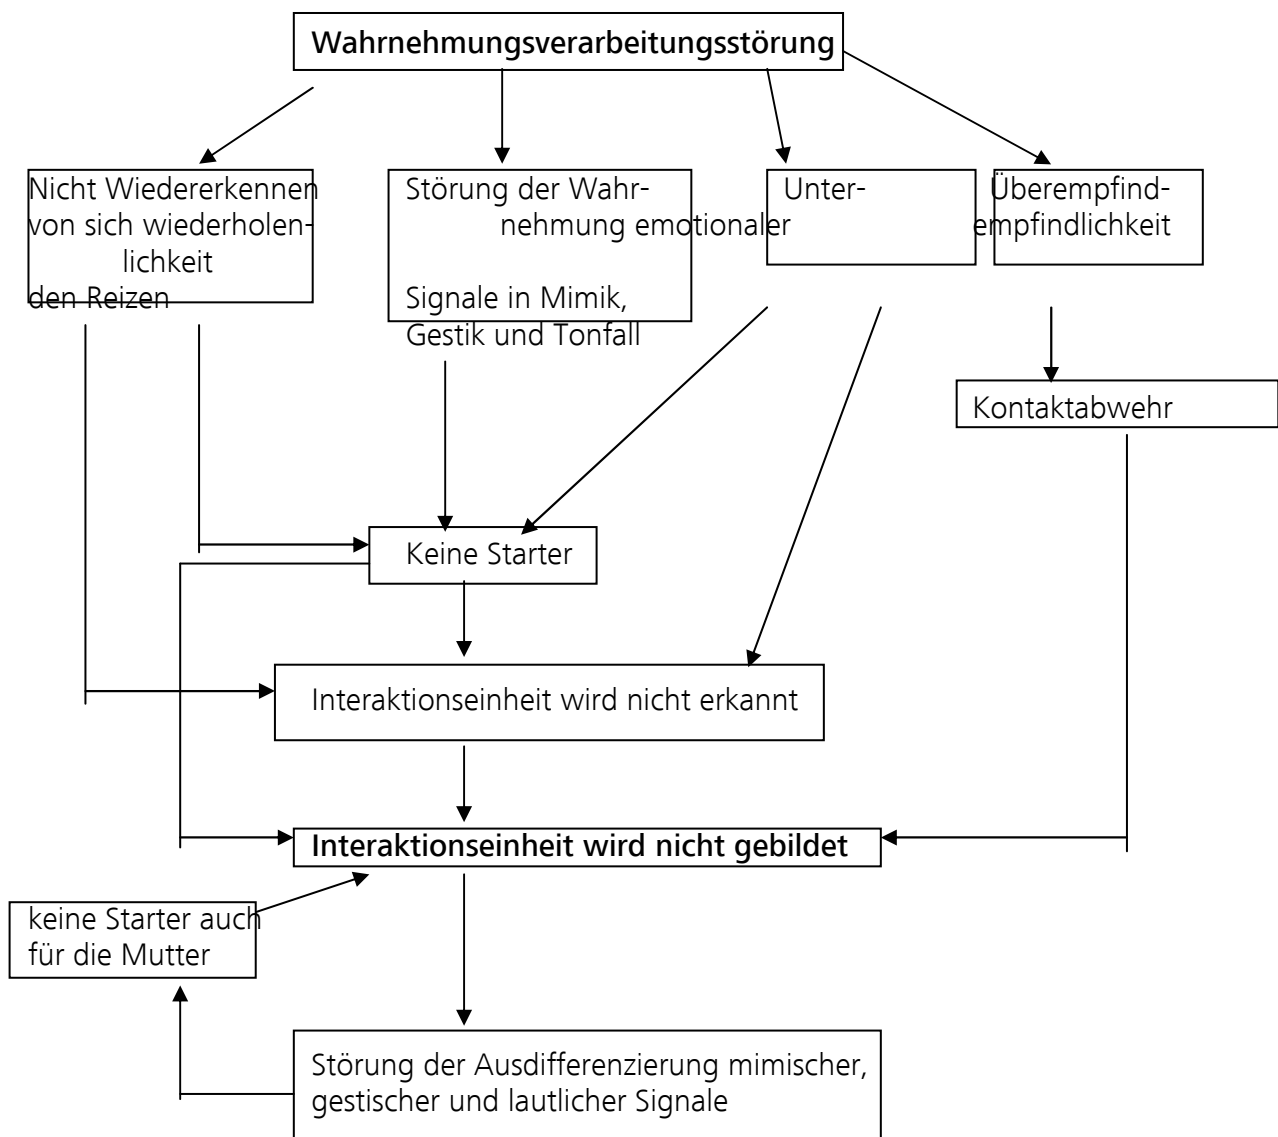 Wahrnehmungsverarbeitungsstörung
Nicht Wiedererkennen
von sich wiederholen-
lichkeit
den Reizen
Störung der Wahr-
nehmung emotionaler
Signale in Mimik,
Gestik und Tonfall
Unter-
Überempfind-
empfindlichkeit
Kontaktabwehr
Keine Starter
Interaktionseinheit wird nicht erkannt
Interaktionseinheit wird nicht gebildet
keine Starter auch
für die Mutter
Störung der Ausdifferenzierung mimischer,
gestischer und lautlicher Signale